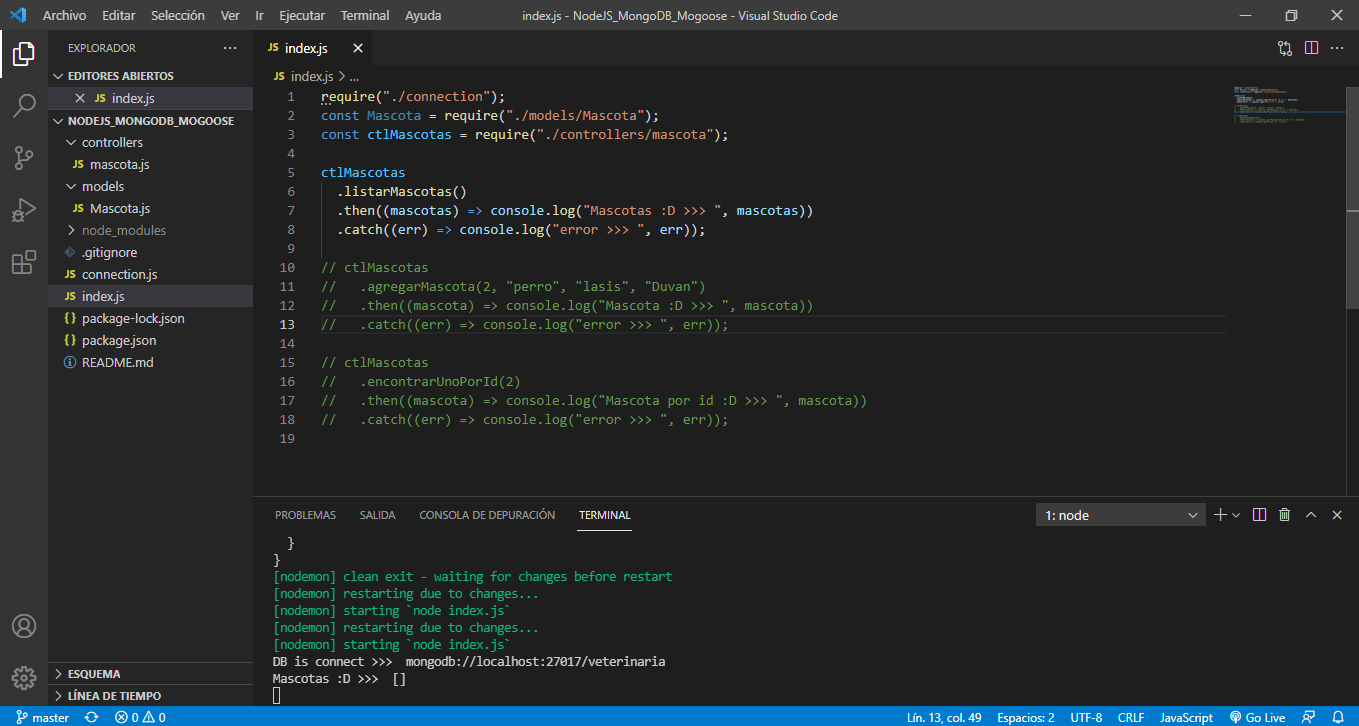 Archivo Editar Selección Ver Ir Ejecutar Terminal Ayuda index.js - NodeJS_MongoDB_Mogoose - Visual Studio Code
EXPLORADOR
EDITORES ABIERTOS
JS index.js
NODEJS_MONGODB_MOGOOSE
controllers
JS mascota.js
models
JS Mascota.js
node_modules
.gitignore
JS connection.js
JS index.js
{} package-lock.json
{} package.json
README.md
ESQUEMA
LÍNEA DE TIEMPO
JS index.js
JS index.js > ...
1 require("./connection");
2 const Mascota = require("./models/Mascota");
3 const ctlMascotas = require("./controllers/mascota");
4
5 ctlMascotas
6 .listarMascotas()
7 .then((mascotas) => console.log("Mascotas :D >>> ", mascotas))
8 .catch((err) => console.log("error >>> ", err));
9
10 // ctlMascotas
11 //   .agregarMascota(2, "perro", "lasis", "Duvan")
12 //   .then((mascota) => console.log("Mascota :D >>> ", mascota))
13 //   .catch((err) => console.log("error >>> ", err));
14
15 // ctlMascotas
16 //   .encontrarUnoPorId(2)
17 //   .then((mascota) => console.log("Mascota por id :D >>> ", mascota))
18 //   .catch((err) => console.log("error >>> ", err));
19
PROBLEMAS SALIDA CONSOLA DE DEPURACIÓN TERMINAL 1: node
}
}
[nodemon] clean exit - waiting for changes before restart
[nodemon] restarting due to changes...
[nodemon] starting `node index.js`
[nodemon] restarting due to changes...
[nodemon] starting `node index.js`
DB is connect >>>  mongodb://localhost:27017/veterinaria
Mascotas :D >>>  []
master 0 0 Lín. 13, col. 49 Espacios: 2 UTF-8 CRLF JavaScript Go Live